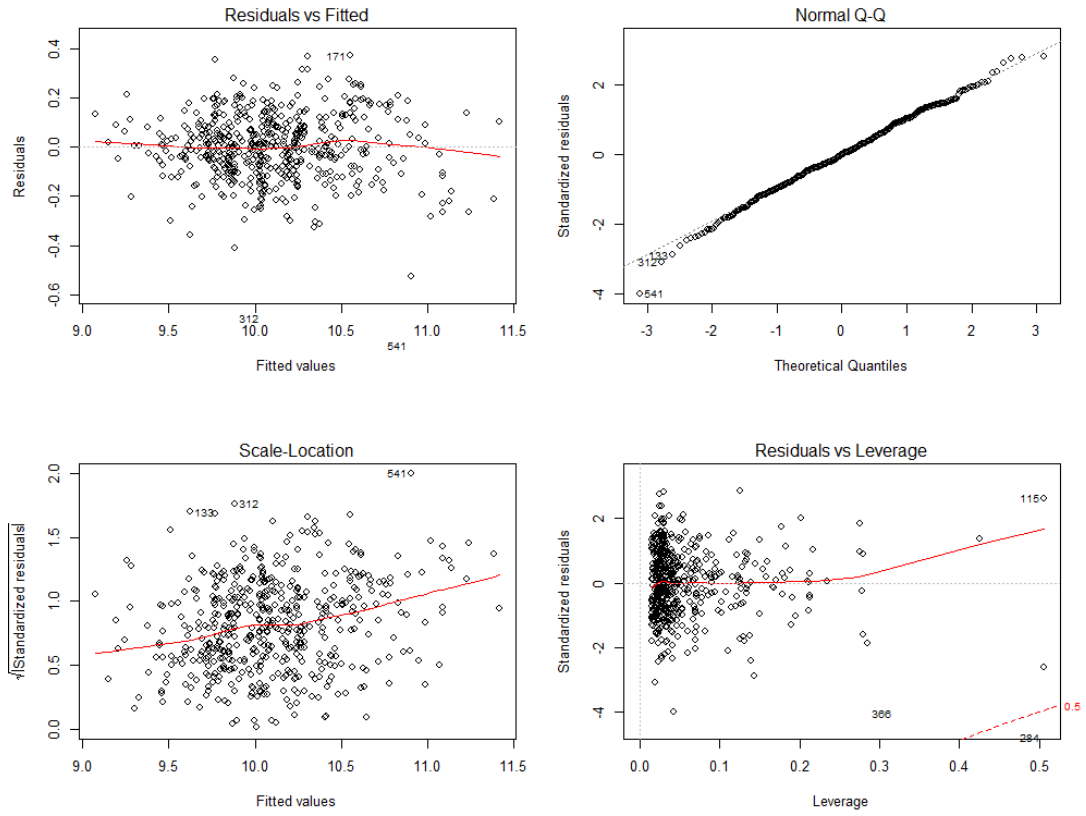 Residuals vs Fitted
Residuals
0.4
0.2
0.0
-0.2
-0.4
-0.6
171
312
541
9.0 9.5 10.0 10.5 11.0 11.5
Fitted values
Normal Q-Q
Standardized residuals
2
0
-2
-4
133
312
541
-3 -2 -1 0 1 2 3
Theoretical Quantiles
Scale-Location
√|Standardized residuals|
2.0
1.5
1.0
0.5
0.0
541
133
312
9.0 9.5 10.0 10.5 11.0 11.5
Fitted values
Residuals vs Leverage
Standardized residuals
2
0
-2
-4
115
366
284
0.5
0.0 0.1 0.2 0.3 0.4 0.5
Leverage